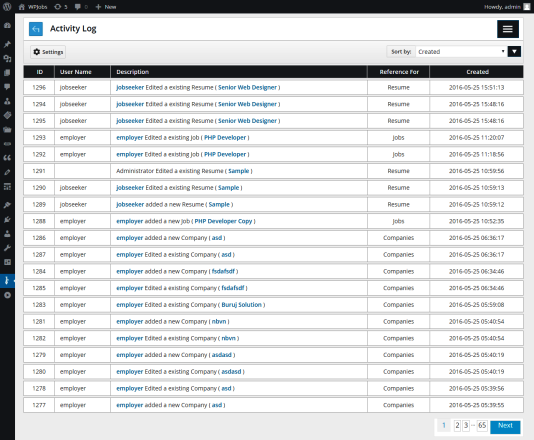 WPJobs 5 0 New Howdy, admin
Activity Log
Settings Sort by: Created
ID User Name Description Reference For Created
1296 jobseeker jobseeker Edited a existing Resume ( Senior Web Designer ) Resume 2016-05-25 15:51:13
1294 jobseeker jobseeker Edited a existing Resume ( Senior Web Designer ) Resume 2016-05-25 15:48:16
1295 jobseeker jobseeker Edited a existing Resume ( Senior Web Designer ) Resume 2016-05-25 15:48:16
1293 employer employer Edited a existing Job ( PHP Developer ) Jobs 2016-05-25 11:20:07
1292 employer employer Edited a existing Job ( PHP Developer ) Jobs 2016-05-25 11:18:56
1291 Administrator Edited a existing Resume ( Sample ) Resume 2016-05-25 10:59:56
1290 jobseeker jobseeker Edited a existing Resume ( Sample ) Resume 2016-05-25 10:59:13
1289 jobseeker jobseeker added a new Resume ( Sample ) Resume 2016-05-25 10:59:12
1288 employer employer added a new Job ( PHP Developer Copy ) Jobs 2016-05-25 10:52:35
1286 employer employer added a new Company ( asd ) Companies 2016-05-25 06:36:17
1287 employer employer Edited a existing Company ( asd ) Companies 2016-05-25 06:36:17
1284 employer employer added a new Company ( fsdafsdf ) Companies 2016-05-25 06:34:46
1285 employer employer Edited a existing Company ( fsdafsdf ) Companies 2016-05-25 06:34:46
1283 employer employer Edited a existing Company ( Buruj Solution ) Companies 2016-05-25 05:59:08
1281 employer employer added a new Company ( nbvn ) Companies 2016-05-25 05:40:54
1282 employer employer Edited a existing Company ( nbvn ) Companies 2016-05-25 05:40:54
1279 employer employer added a new Company ( asdasd ) Companies 2016-05-25 05:40:19
1280 employer employer Edited a existing Company ( asdasd ) Companies 2016-05-25 05:40:19
1278 employer employer Edited a existing Company ( asd ) Companies 2016-05-25 05:39:56
1277 employer employer added a new Company ( asd ) Companies 2016-05-25 05:39:55
1 2 3 ... 65 Next